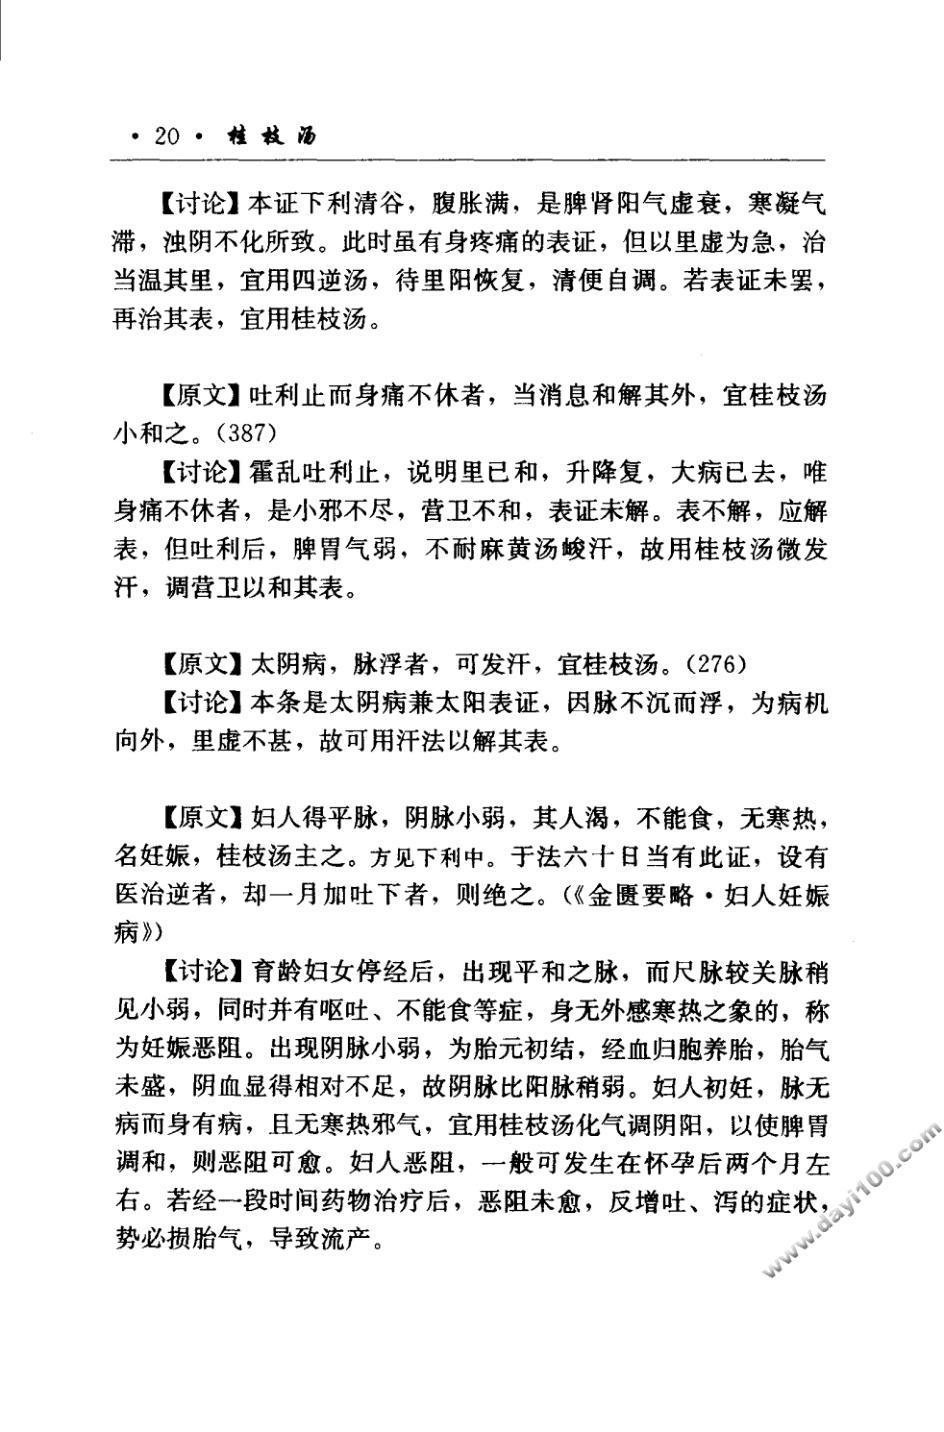 ·20· 桂枝汤
【讨论】本证下利清谷，腹胀满，是脾肾阳气虚衰，寒凝气
滞，浊阴不化所致。此时虽有身疼痛的表证，但以里虚为急，治
当温其里，宜用四逆汤，待里阳恢复，清便自调。若表证未罢，
再治其表，宜用桂枝汤。
【原文】吐利止而身痛不休者，当消息和解其外，宜桂枝汤
小和之。(387)
【讨论】霍乱吐利止，说明里已和，升降复，大病已去，唯
身痛不休者，是小邪不尽，营卫不和，表证未解。表不解，应解
表，但吐利后，脾胃气弱，不耐麻黄汤峻汗，故用桂枝汤微发
汗，调营卫以和其表。
【原文】太阴病，脉浮者，可发汗，宜桂枝汤。(276)
【讨论】本条是太阴病兼太阳表证，因脉不沉而浮，为病机
向外，里虚不甚，故可用汗法以解其表。
【原文】妇人得平脉，阴脉小弱，其人渴，不能食，无寒热，
名妊娠，桂枝汤主之。方见下利中。于法六十日当有此证，设有
医治逆者，却一月加吐下者，则绝之。(《金匮要略·妇人妊娠
病》)
【讨论】育龄妇女停经后，出现平和之脉，而尺脉较关脉稍
见小弱，同时并有呕吐、不能食等症，身无外感寒热之象的，称
为妊娠恶阻。出现阴脉小弱，为胎元初结，经血归胞养胎，胎气
未盛，阴血显得相对不足，故阴脉比阳脉稍弱。妇人初妊，脉无
病而身有病，且无寒热邪气，宜用桂枝汤化气调阴阳，以使脾胃
调和，则恶阻可愈。妇人恶阻，一般可发生在怀孕后两个月左
右。若经一段时间药物治疗后，恶阻未愈，反增吐、泻的症状，
势必损胎气，导致流产。
www.dayi100.com